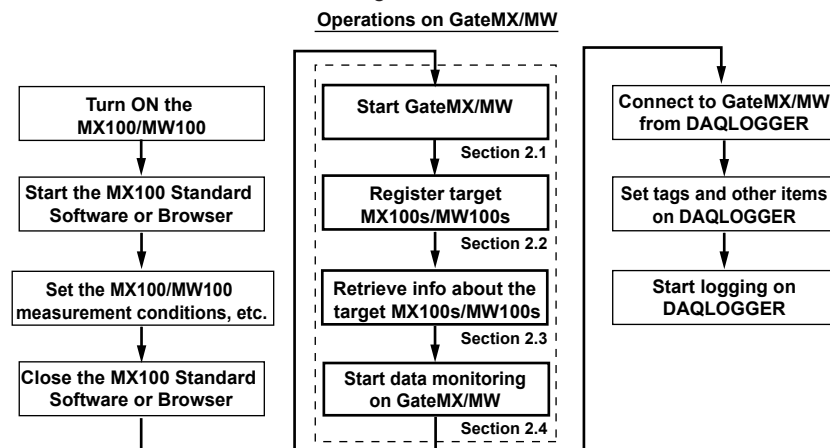 Operations on GateMX/MW
Turn ON the
MX100/MW100
Start the MX100 Standard
Software or Browser
Set the MX100/MW100
measurement conditions, etc.
Close the MX100 Standard
Software or Browser
Start GateMX/MW
Section 2.1
Register target
MX100s/MW100s
Section 2.2
Retrieve info about the
target MX100s/MW100s
Section 2.3
Start data monitoring
on GateMX/MW
Section 2.4
Connect to GateMX/MW
from DAQLOGGER
Set tags and other items
on DAQLOGGER
Start logging on
DAQLOGGER